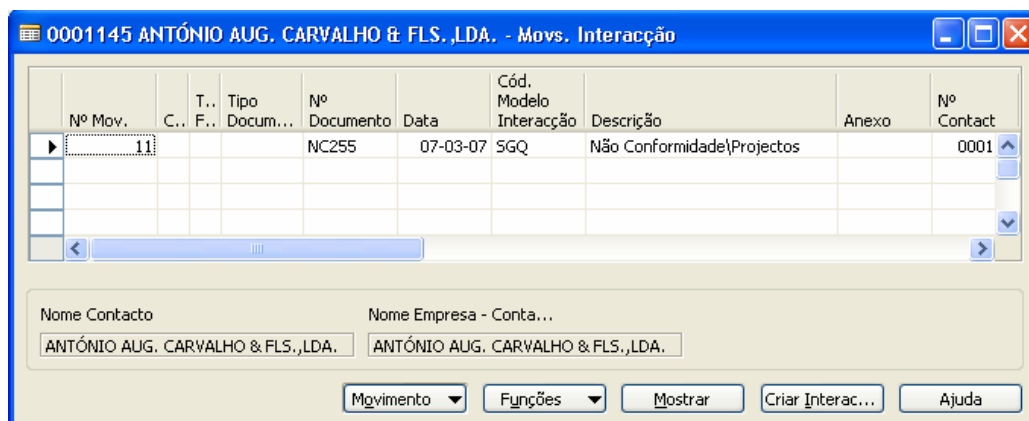 0001145 ANTÓNIO AUG. CARVALHO & FLS.,LDA. - Movs. Interacção
Nº Mov. C.. T.. F.. Tipo Docum... Nº Documento Data Cód. Modelo Interacção Descrição Anexo Nº Contact
11 NC255 07-03-07 SGQ Não Conformidade\Projectos 0001
Nome Contacto Nome Empresa - Conta...
ANTÓNIO AUG. CARVALHO & FLS.,LDA. ANTÓNIO AUG. CARVALHO & FLS.,LDA.
Movimento Funções Mostrar Criar Interac... Ajuda